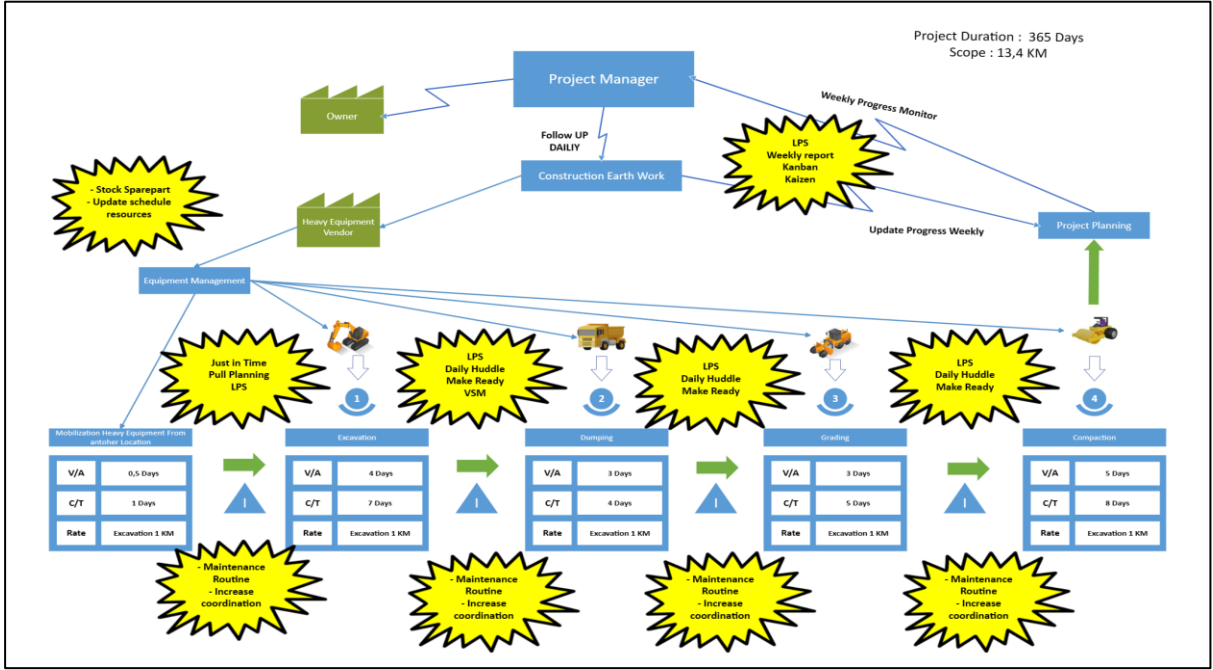 Project Duration : 365 Days
Scope : 13,4 KM
Project Manager
Owner
Weekly Progress Monitor
Follow UP
DAILIY
LPS
Weekly report
Kanban
Kaizen
Construction Earth Work
- Stock Sparepart
- Update schedule
resources
Heavy Equipment
Vendor
Project Planning
Update Progress Weekly
Equipment Management
Just in Time
Pull Planning
LPS
LPS
Daily Huddle
Make Ready
VSM
LPS
Daily Huddle
Make Ready
LPS
Daily Huddle
Make Ready
1
2
3
4
Mobilization Heavy Equipment From
antoher Location
V/A
0,5 Days
C/T
1 Days
Rate
Excavation 1 KM
I
Excavation
V/A
4 Days
C/T
7 Days
Rate
Excavation 1 KM
I
Dumping
V/A
3 Days
C/T
4 Days
Rate
Excavation 1 KM
I
Grading
V/A
3 Days
C/T
5 Days
Rate
Excavation 1 KM
I
Compaction
V/A
5 Days
C/T
8 Days
Rate
Excavation 1 KM
- Maintenance
Routine
- Increase
coordination
- Maintenance
Routine
- Increase
coordination
- Maintenance
Routine
- Increase
coordination
- Maintenance
Routine
- Increase
coordination